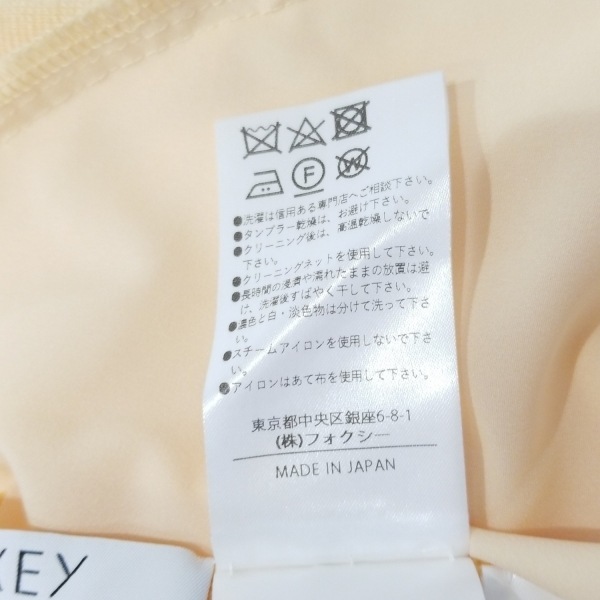 F W
●洗濯は信用ある専門店へご相談下さい。
●タンブラー乾燥は、お避け下さい。
●クリーニング後は、高温乾燥しないで
下さい。
●クリーニングネットを使用して下さい。
●長時間の浸漬や濡れたままの放置は避
け、洗濯後すばやく干して下さい。
●濃色と白・淡色物は分けて洗って下さ
い。
●スチームアイロンを使用しないで下さ
い。
●アイロンはあて布を使用して下さい。
東京都中央区銀座6-8-1
(株)フォクシー
MADE IN JAPAN
EY